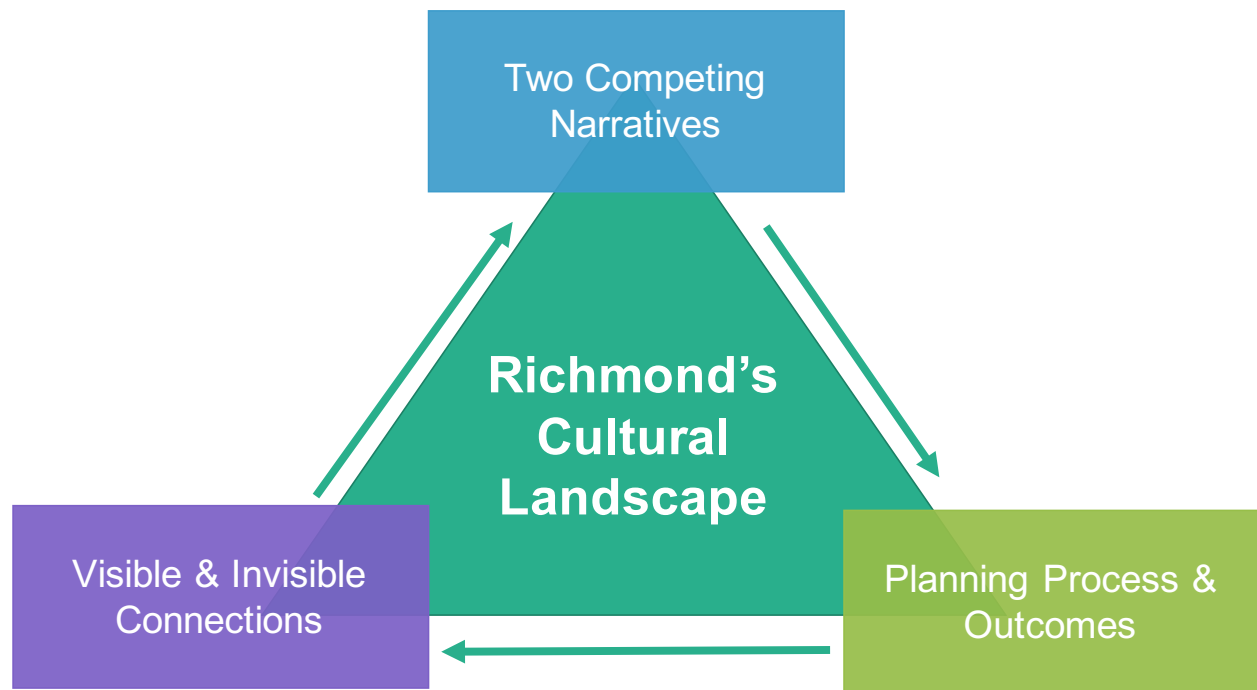 Two Competing
Narratives
Richmond’s
Cultural
Landscape
Visible & Invisible
Connections
Planning Process &
Outcomes